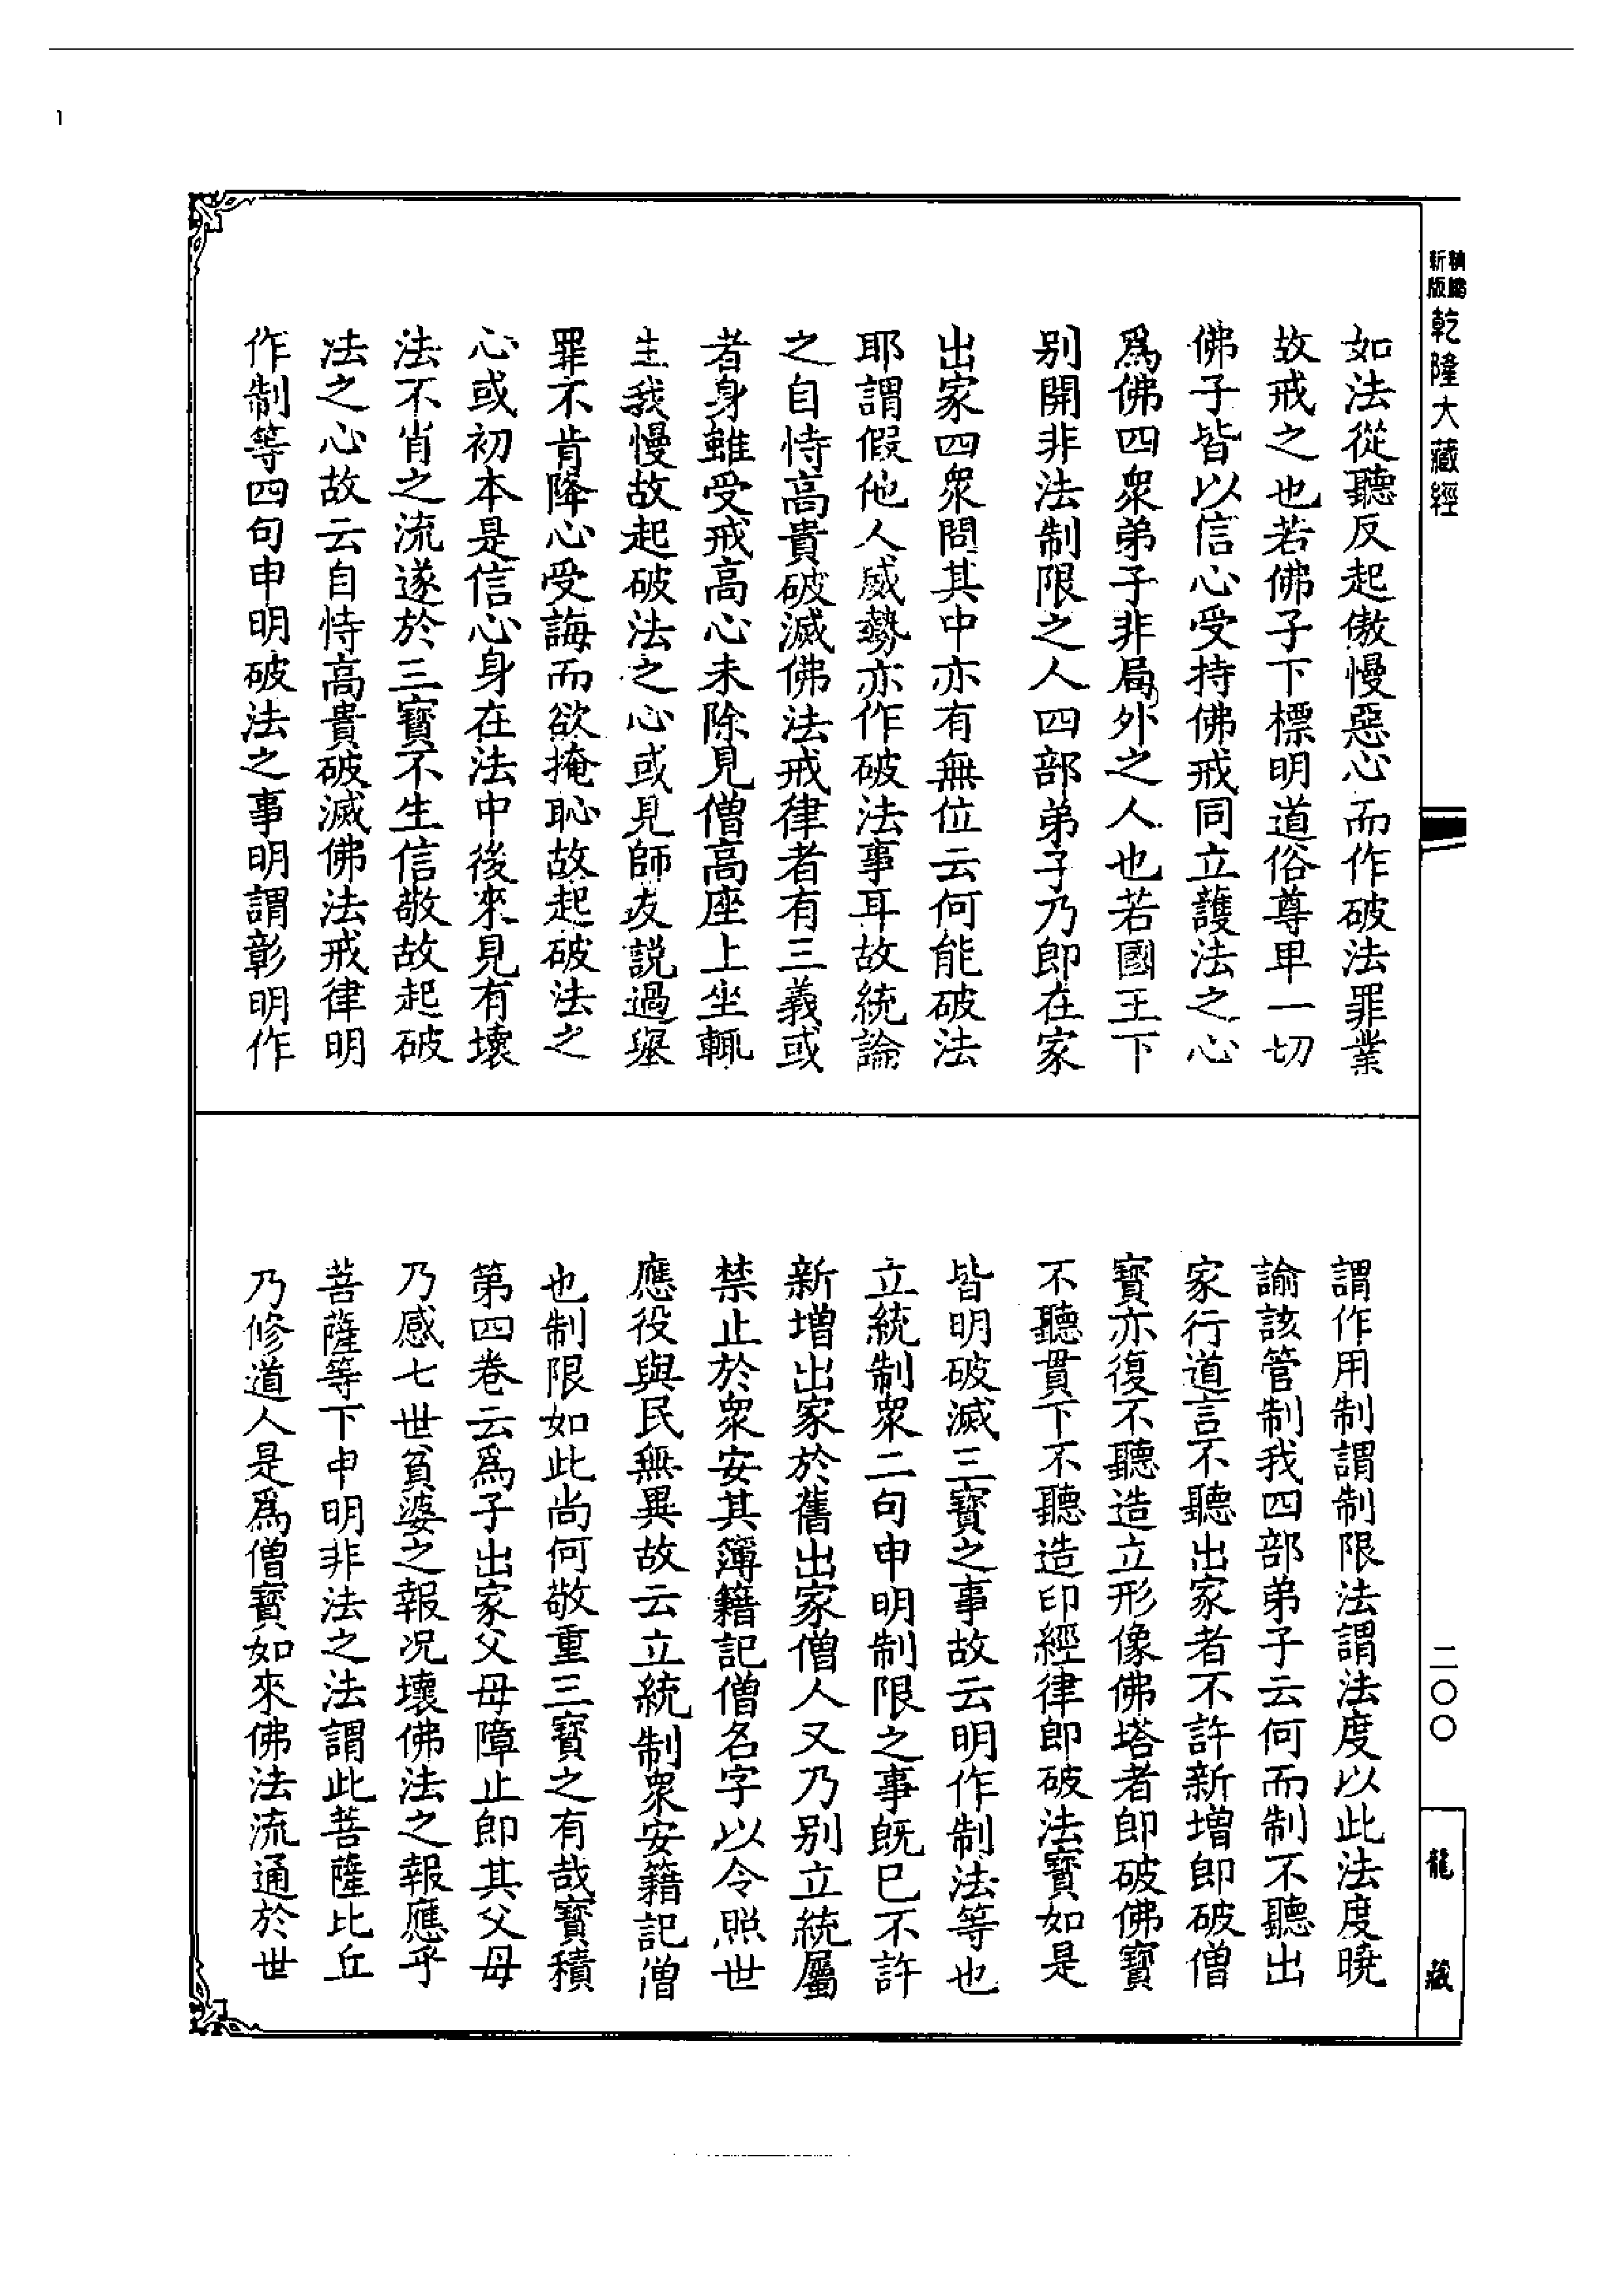 1
精縮新版
乾隆大藏經
如法從聽反起傲慢惡心而作破法罪業
故戒之也若佛子下標明道俗尊卑一切
佛子皆以信心受持佛戒同立護法之心
爲佛四衆弟子非局外之人也若國王下
別開非法制限之人四部弟子乃即在家
出家四衆問其中亦有無位云何能破法
耶謂假他人威勢亦作破法事耳故統論
之自恃高貴破滅佛法戒律者有三義或
者身雖受戒高心未除見僧高座上坐輒
生我慢故起破法之心或見師友說過舉
罪不肯降心受誨而欲掩恥故起破法之
心或初本是信心身在法中後來見有壞
法不肖之流遂於三寶不生信敬故起破
法之心故云自恃高貴破滅佛法戒律明
作制等四句申明破法之事明謂彰明作
二〇〇
龍藏
謂作用制謂制限法謂法度以此法度曉
諭該管制我四部弟子云何而制不聽出
家行道言不聽出家者不許新增即破僧
寶亦復不聽造立形像佛塔者即破佛寶
不聽貫下不聽造印經律即破法寶如是
皆明破滅三寶之事故云明作制法等也
立統制衆二句申明制限之事旣巳不許
新增出家於舊出家僧人又乃別立統屬
禁止於衆安其簿籍記僧名字以令照世
應役與民無異故云立統制衆安籍記僧
也制限如此尚何敬重三寶之有哉寶積
第四卷云爲子出家父母障止即其父母
乃感七世貧婆之報况壞佛法之報應乎
菩薩等下申明非法之法謂此菩薩比丘
乃修道人是爲僧寶如來佛法流通於世